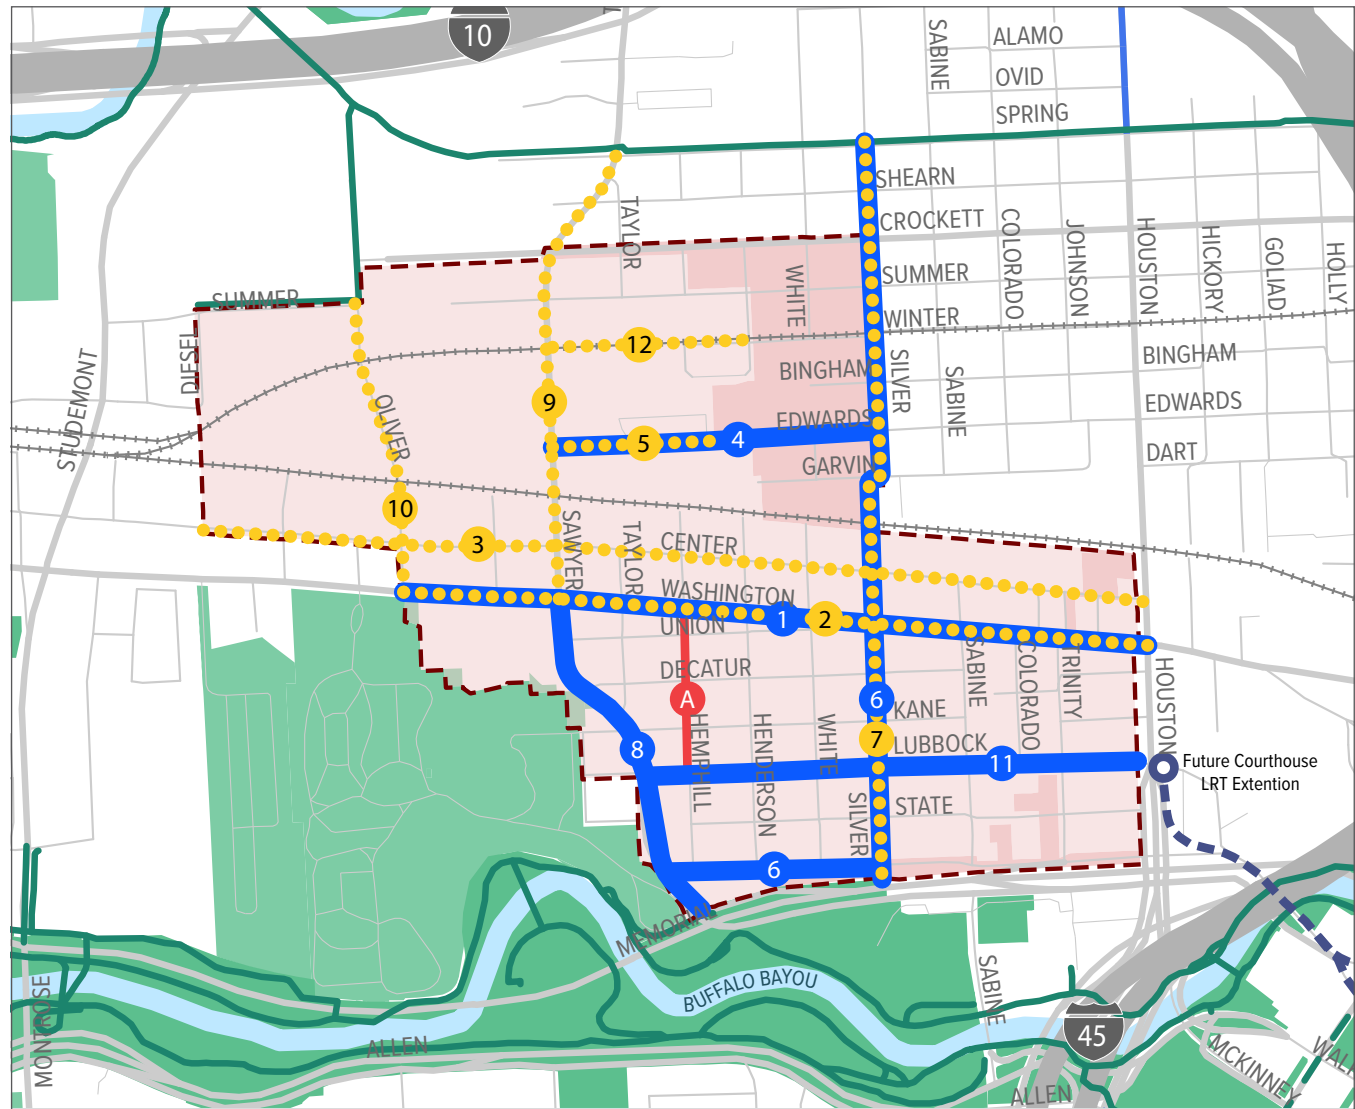 10
SABINE
ALAMO
OVID
SPRING
SHEARN
TAYLOR
CROCKETT
COLORADO
JOHNSON
HOUSTON
HICKORY
GOLIAD
HOLLY
WHITE
SUMMER
SUMMER
WINTER
DIESEL
STUDEMONT
12
BINGHAM
SILVER
SABINE
BINGHAM
9
OLIVER
EDWARDS
EDWARDS
5
4
GARVIN
DART
10
SAWYER
TAYLOR
3
CENTER
WASHINGTON
1
2
UNION
DECATUR
SABINE
COLORADO
TRINITY
HOUSTON
A
6
KANE
HEMPHILL
HENDERSON
WHITE
7
LUBBOCK
8
11
Future Courthouse
LRT Extention
SILVER
STATE
6
MEMORIAL
BUFFALO BAYOU
SABINE
MONTROSE
ALLEN
45
MCKINNEY
ALLEN